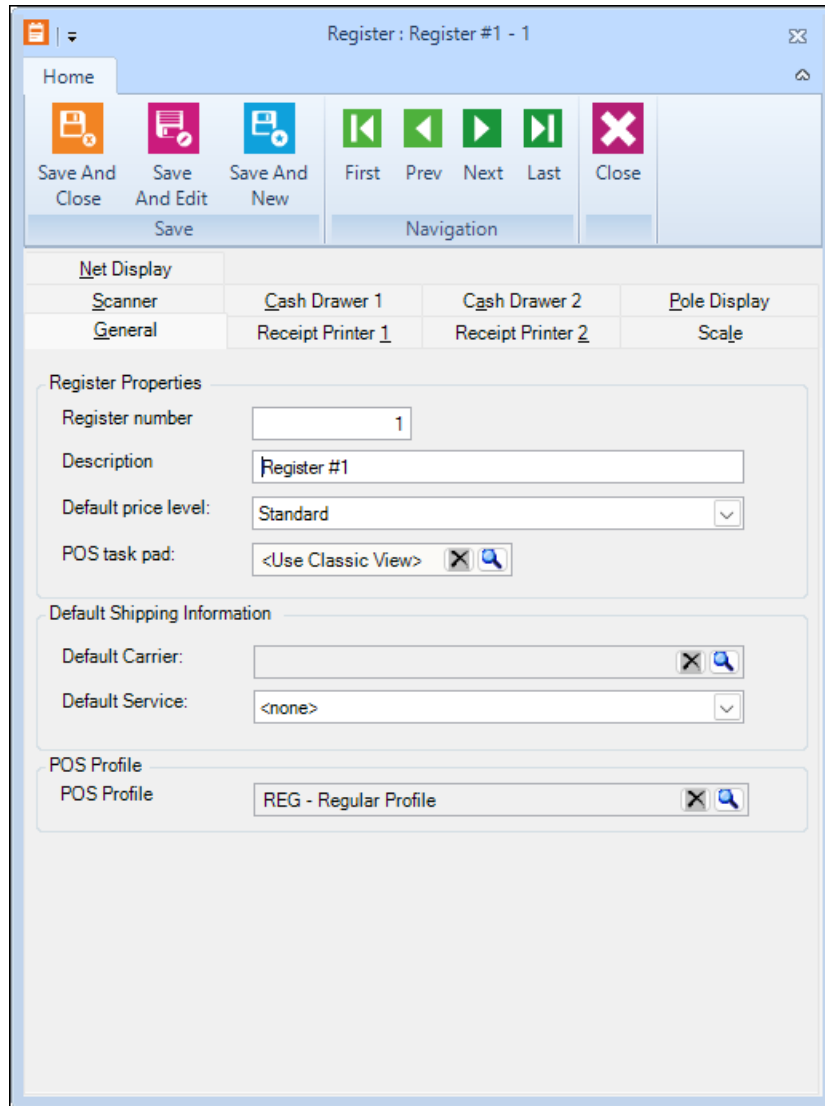 Register : Register #1 - 1
Home
Save And Close
Save And Edit
Save And New
First
Prev
Next
Last
Close
Save
Navigation
Net Display
Scanner
Cash Drawer 1
Cash Drawer 2
Pole Display
General
Receipt Printer 1
Receipt Printer 2
Scale
Register Properties
Register number
1
Description
Register #1
Default price level:
Standard
POS task pad:
<Use Classic View>
Default Shipping Information
Default Carrier:
Default Service:
<none>
POS Profile
POS Profile
REG - Regular Profile